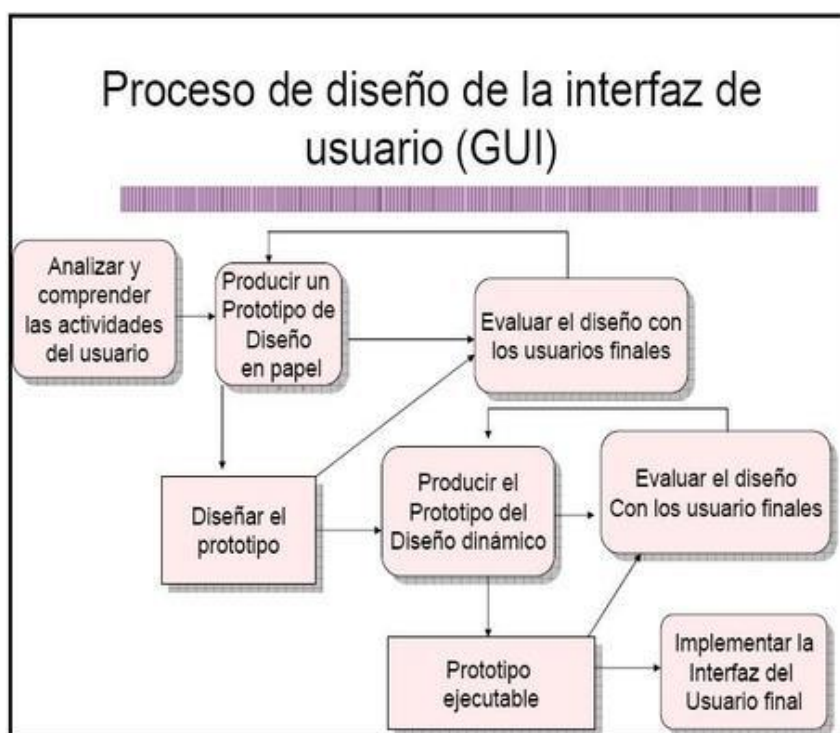 Proceso de diseño de la interfaz de
usuario (GUI)
Analizar y
comprender
las actividades
del usuario
Producir un
Prototipo de
Diseño
en papel
Evaluar el diseño con
los usuarios finales
Diseñar el
prototipo
Producir el
Prototipo del
Diseño dinámico
Evaluar el diseño
Con los usuario finales
Prototipo
ejecutable
Implementar la
Interfaz del
Usuario final